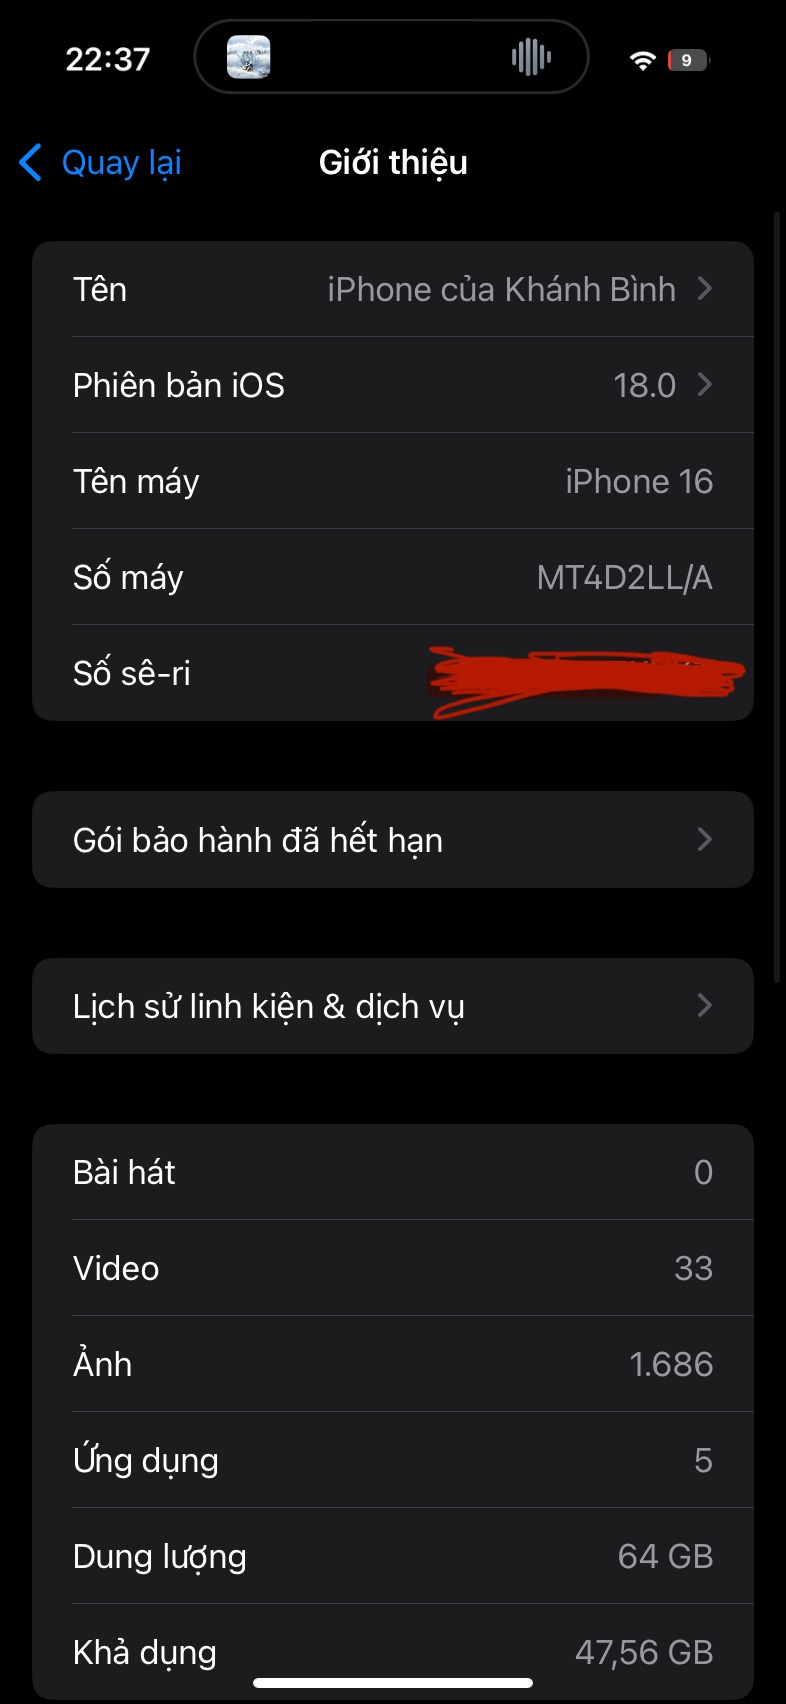 22:37
9
Quay lại
Giới thiệu
Tên
iPhone của Khánh Bình
Phiên bản iOS
18.0
Tên máy
iPhone 16
Số máy
MT4D2LL/A
Số sê-ri
Gói bảo hành đã hết hạn
Lịch sử linh kiện & dịch vụ
Bài hát
0
Video
33
Ảnh
1.686
Ứng dụng
5
Dung lượng
64 GB
Khả dụng
47,56 GB